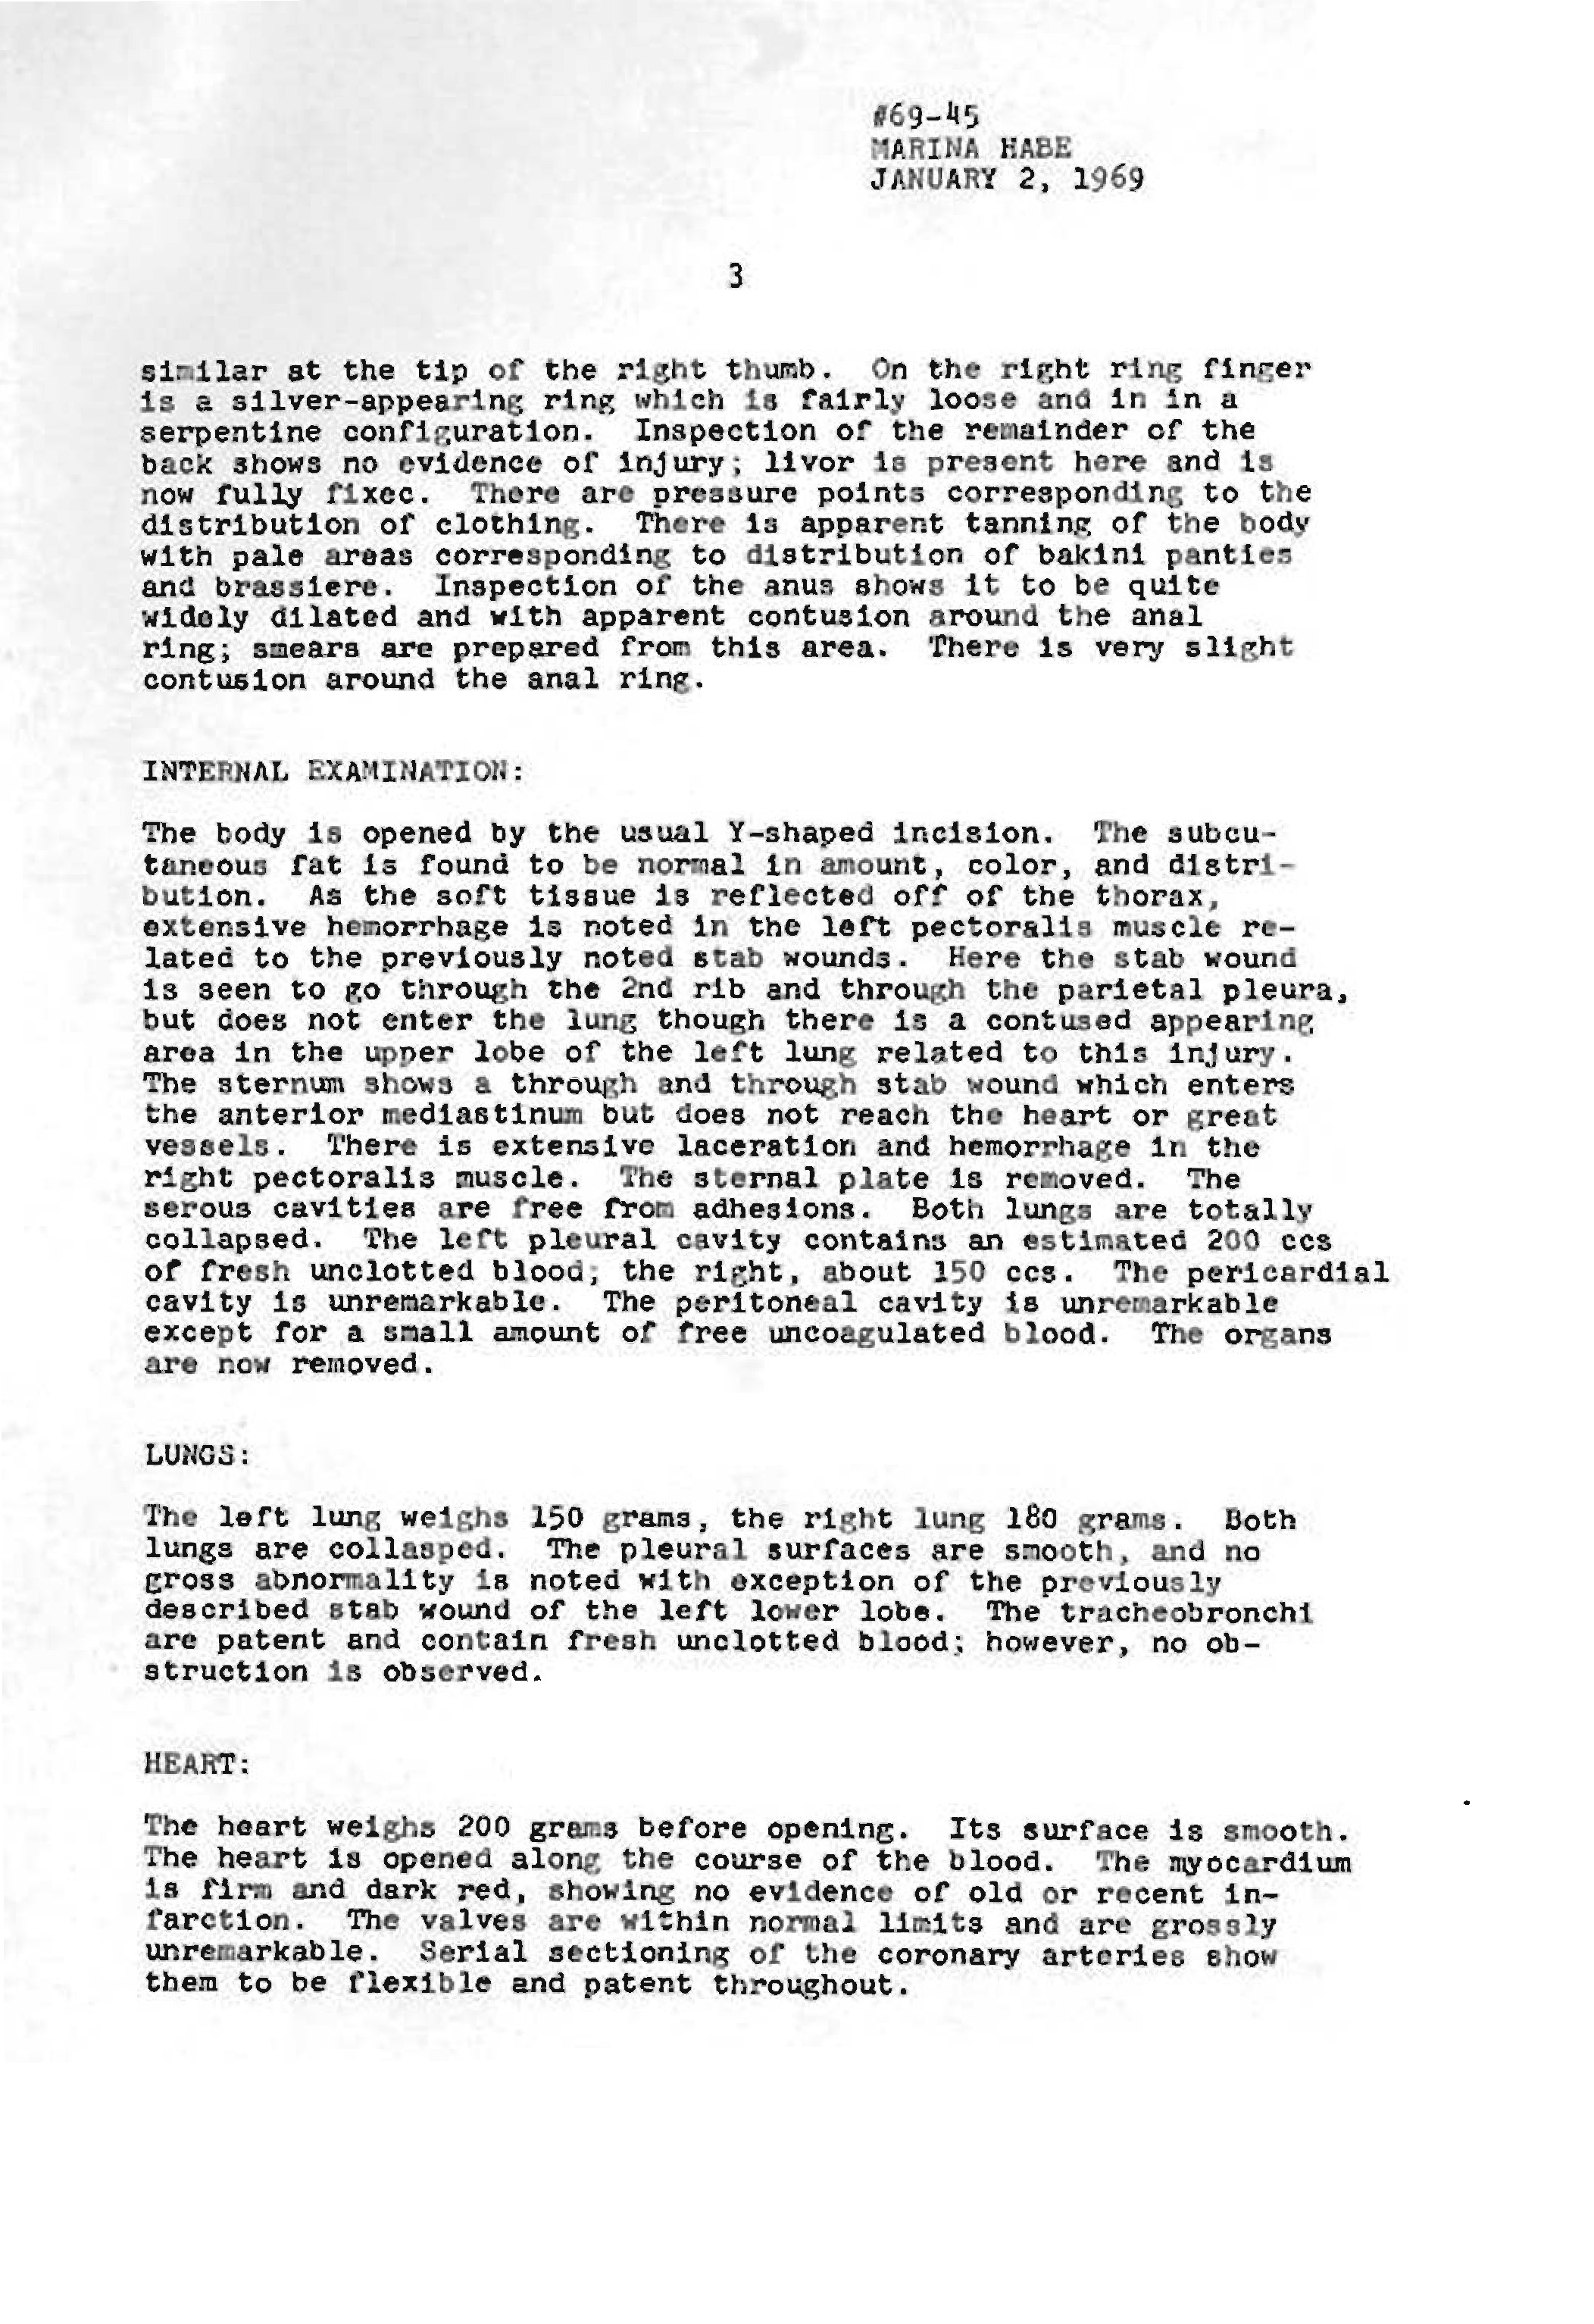 #69-45
MARINA HABE
JANUARY 2, 1969
3
similar at the tip of the right thumb. On the right ring finger
is a silver-appearing ring which is fairly loose and in in a
serpentine configuration. Inspection of the remainder of the
back shows no evidence of injury; livor is present here and is
now fully fixec. There are pressure points corresponding to the
distribution of clothing. There is apparent tanning of the body
with pale areas corresponding to distribution of bakini panties
and brassiere. Inspection of the anus shows it to be quite
widely dilated and with apparent contusion around the anal
ring; smears are prepared from this area. There is very slight
contusion around the anal ring.
INTERNAL EXAMINATION:
The body is opened by the usual Y-shaped incision. The subcu-
taneous fat is found to be normal in amount, color, and distri-
bution. As the soft tissue is reflected off of the thorax,
extensive hemorrhage is noted in the left pectoralis muscle re-
lated to the previously noted stab wounds. Here the stab wound
is seen to go through the 2nd rib and through the parietal pleura,
but does not enter the lung though there is a contused appearing
area in the upper lobe of the left lung related to this injury.
The sternum shows a through and through stab wound which enters
the anterior mediastinum but does not reach the heart or great
vessels. There is extensive laceration and hemorrhage in the
right pectoralis muscle. The sternal plate is removed. The
serous cavities are free from adhesions. Both lungs are totally
collapsed. The left pleural cavity contains an estimated 200 ccs
of fresh unclotted blood; the right, about 150 ccs. The pericardial
cavity is unremarkable. The peritoneal cavity is unremarkable
except for a small amount of free uncoagulated blood. The organs
are now removed.
LUNGS:
The left lung weighs 150 grams, the right lung 180 grams. Both
lungs are collasped. The pleural surfaces are smooth, and no
gross abnormality is noted with exception of the previously
described stab wound of the left lower lobe. The tracheobronchi
are patent and contain fresh unclotted blood; however, no ob-
struction is observed.
HEART:
The heart weighs 200 grams before opening. Its surface is smooth.
The heart is opened along the course of the blood. The myocardium
is firm and dark red, showing no evidence of old or recent in-
farction. The valves are within normal limits and are grossly
unremarkable. Serial sectioning of the coronary arteries show
them to be flexible and patent throughout.